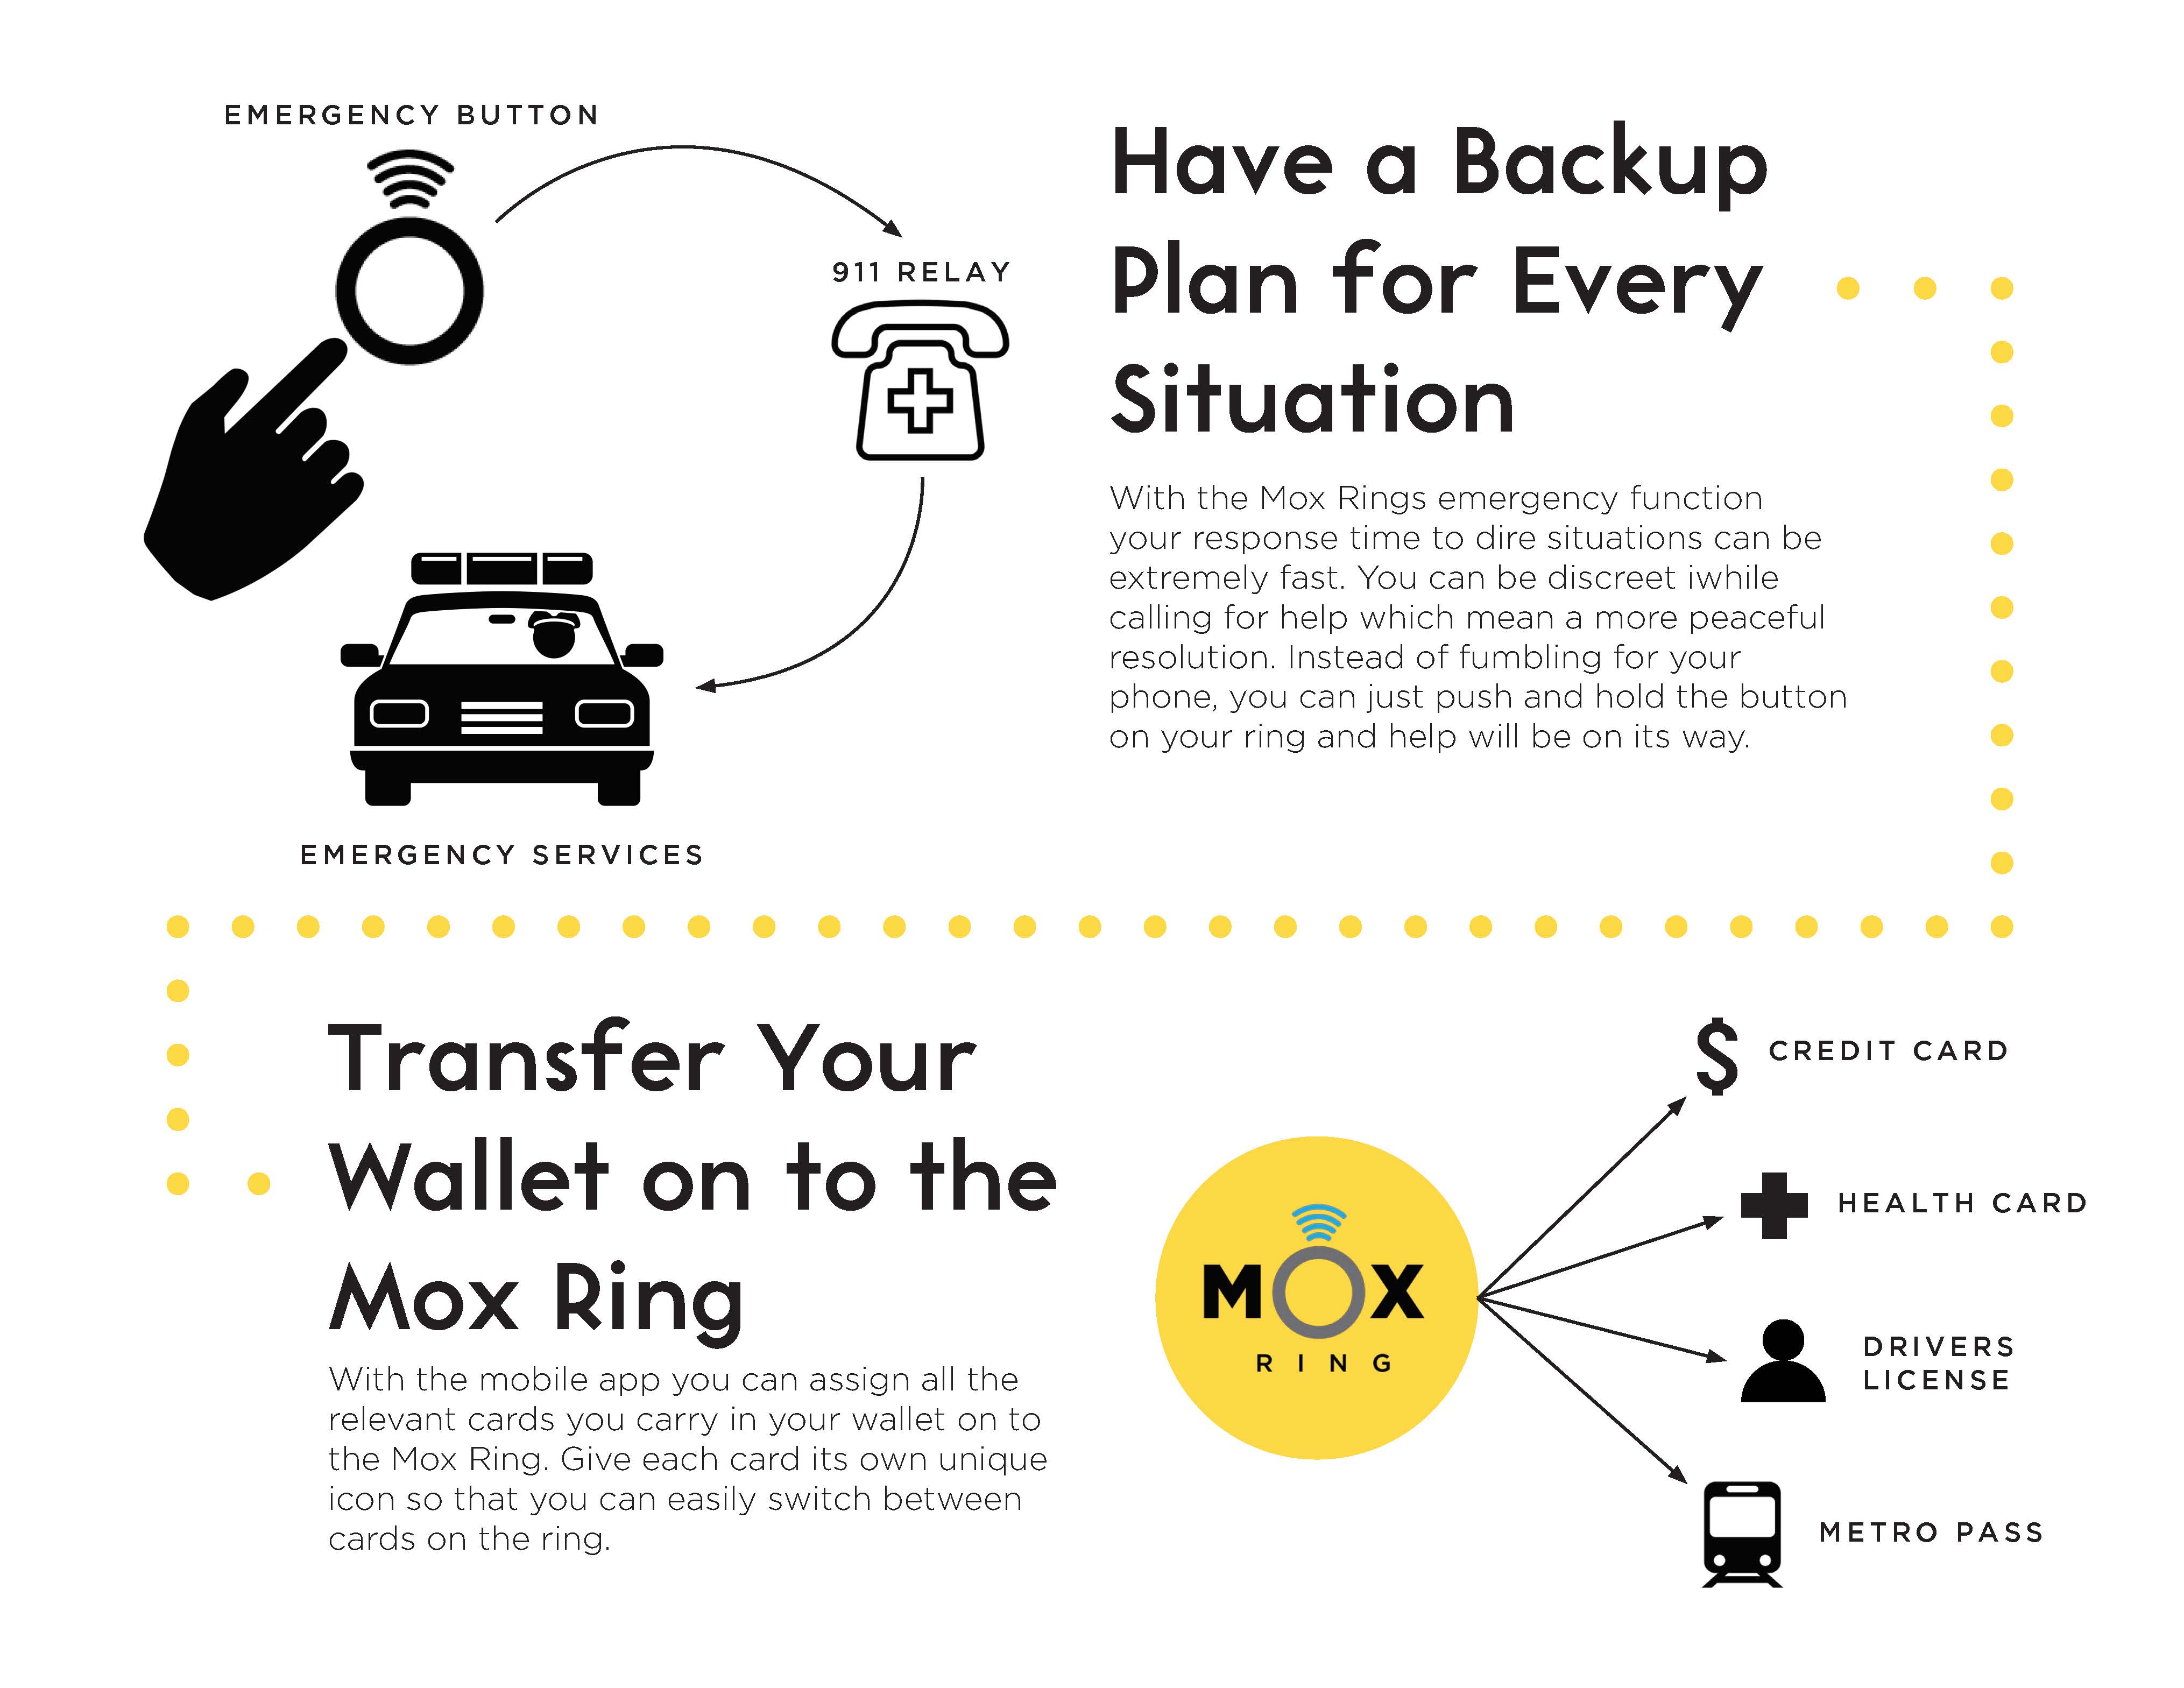 EMERGENCY BUTTON
911 RELAY
EMERGENCY SERVICES
Have a Backup
Plan for Every
Situation
With the Mox Rings emergency function
your response time to dire situations can be
extremely fast. You can be discreet iwhile
calling for help which mean a more peaceful
resolution. Instead of fumbling for your
phone, you can just push and hold the button
on your ring and help will be on its way.
Transfer Your
Wallet on to the
Mox Ring
With the mobile app you can assign all the
relevant cards you carry in your wallet on to
the Mox Ring. Give each card its own unique
icon so that you can easily switch between
cards on the ring.
MOX
RING
$ CREDIT CARD
HEALTH CARD
DRIVERS
LICENSE
METRO PASS